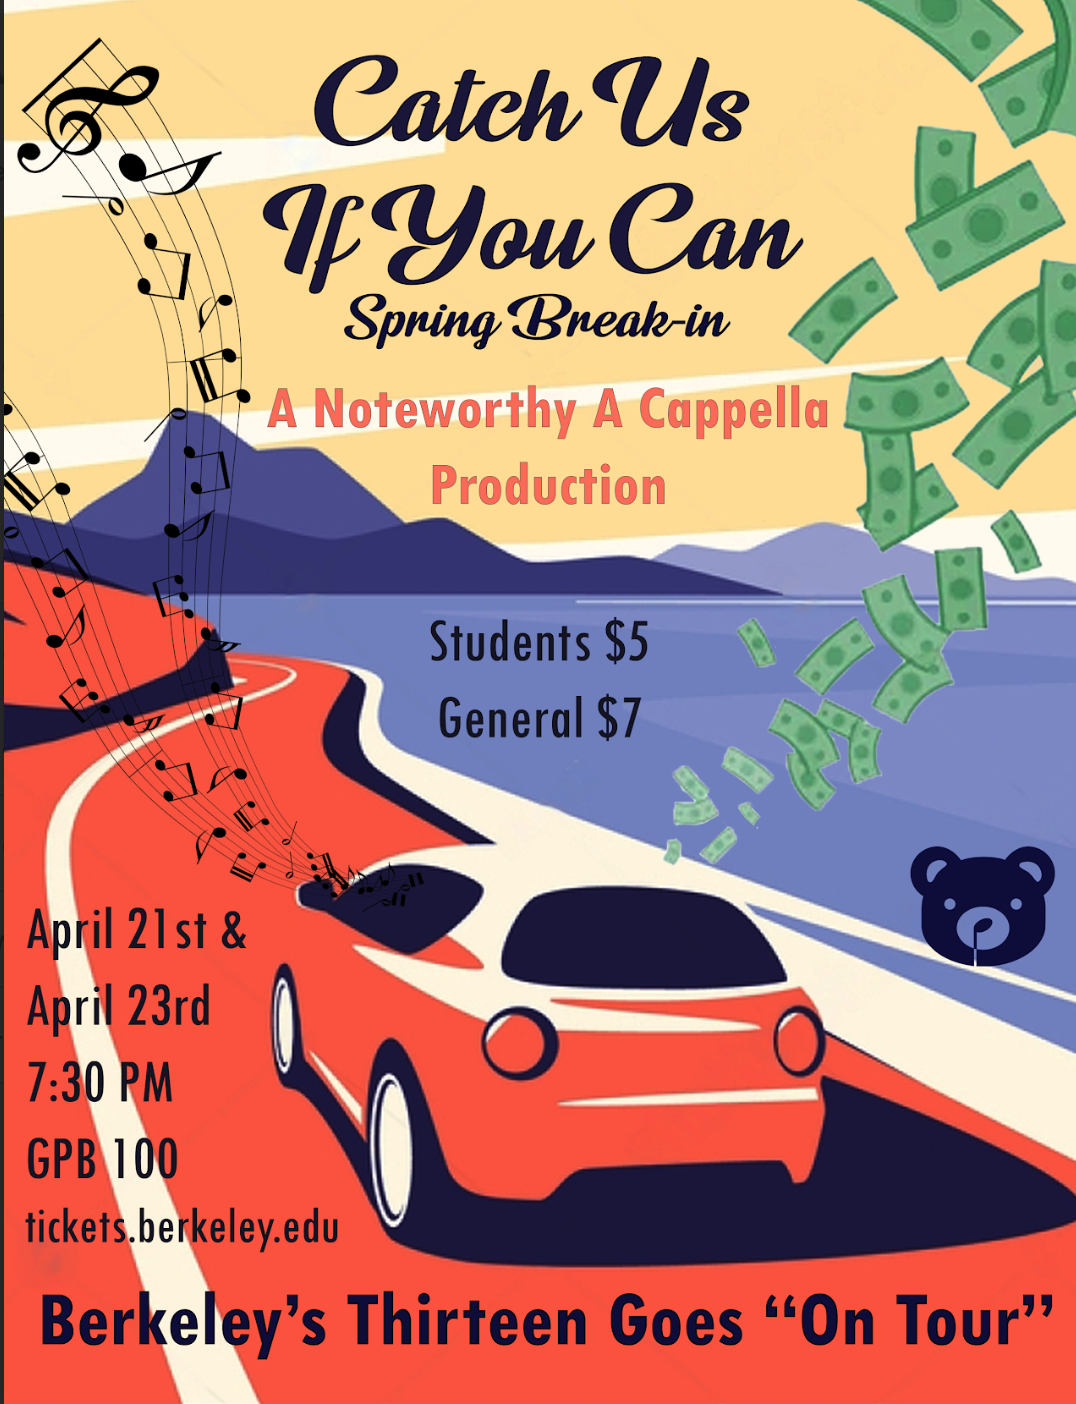 Catch Us
If You Can
Spring Break-in
A Noteworthy A Cappella
Production
Students $5
General $7
April 21st &
April 23rd
7:30 PM
GPB 100
tickets.berkeley.edu
Berkeley’s Thirteen Goes “On Tour”